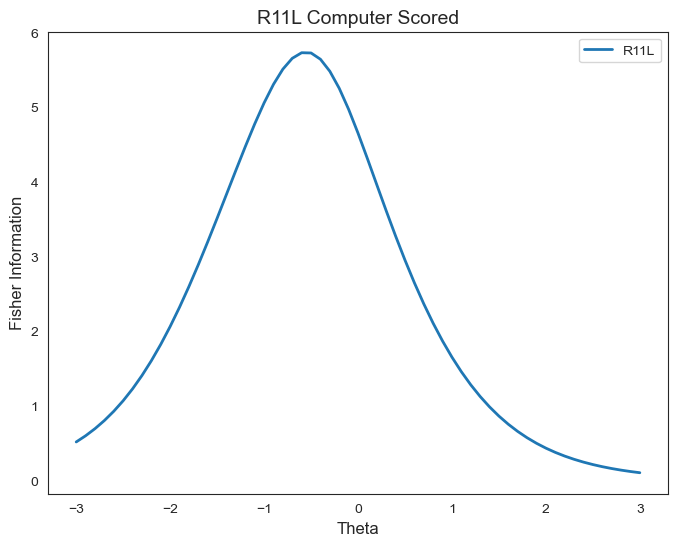 R11L Computer Scored
R11L
Fisher Information
6
5
4
3
2
1
0
−3 −2 −1 0 1 2 3
Theta